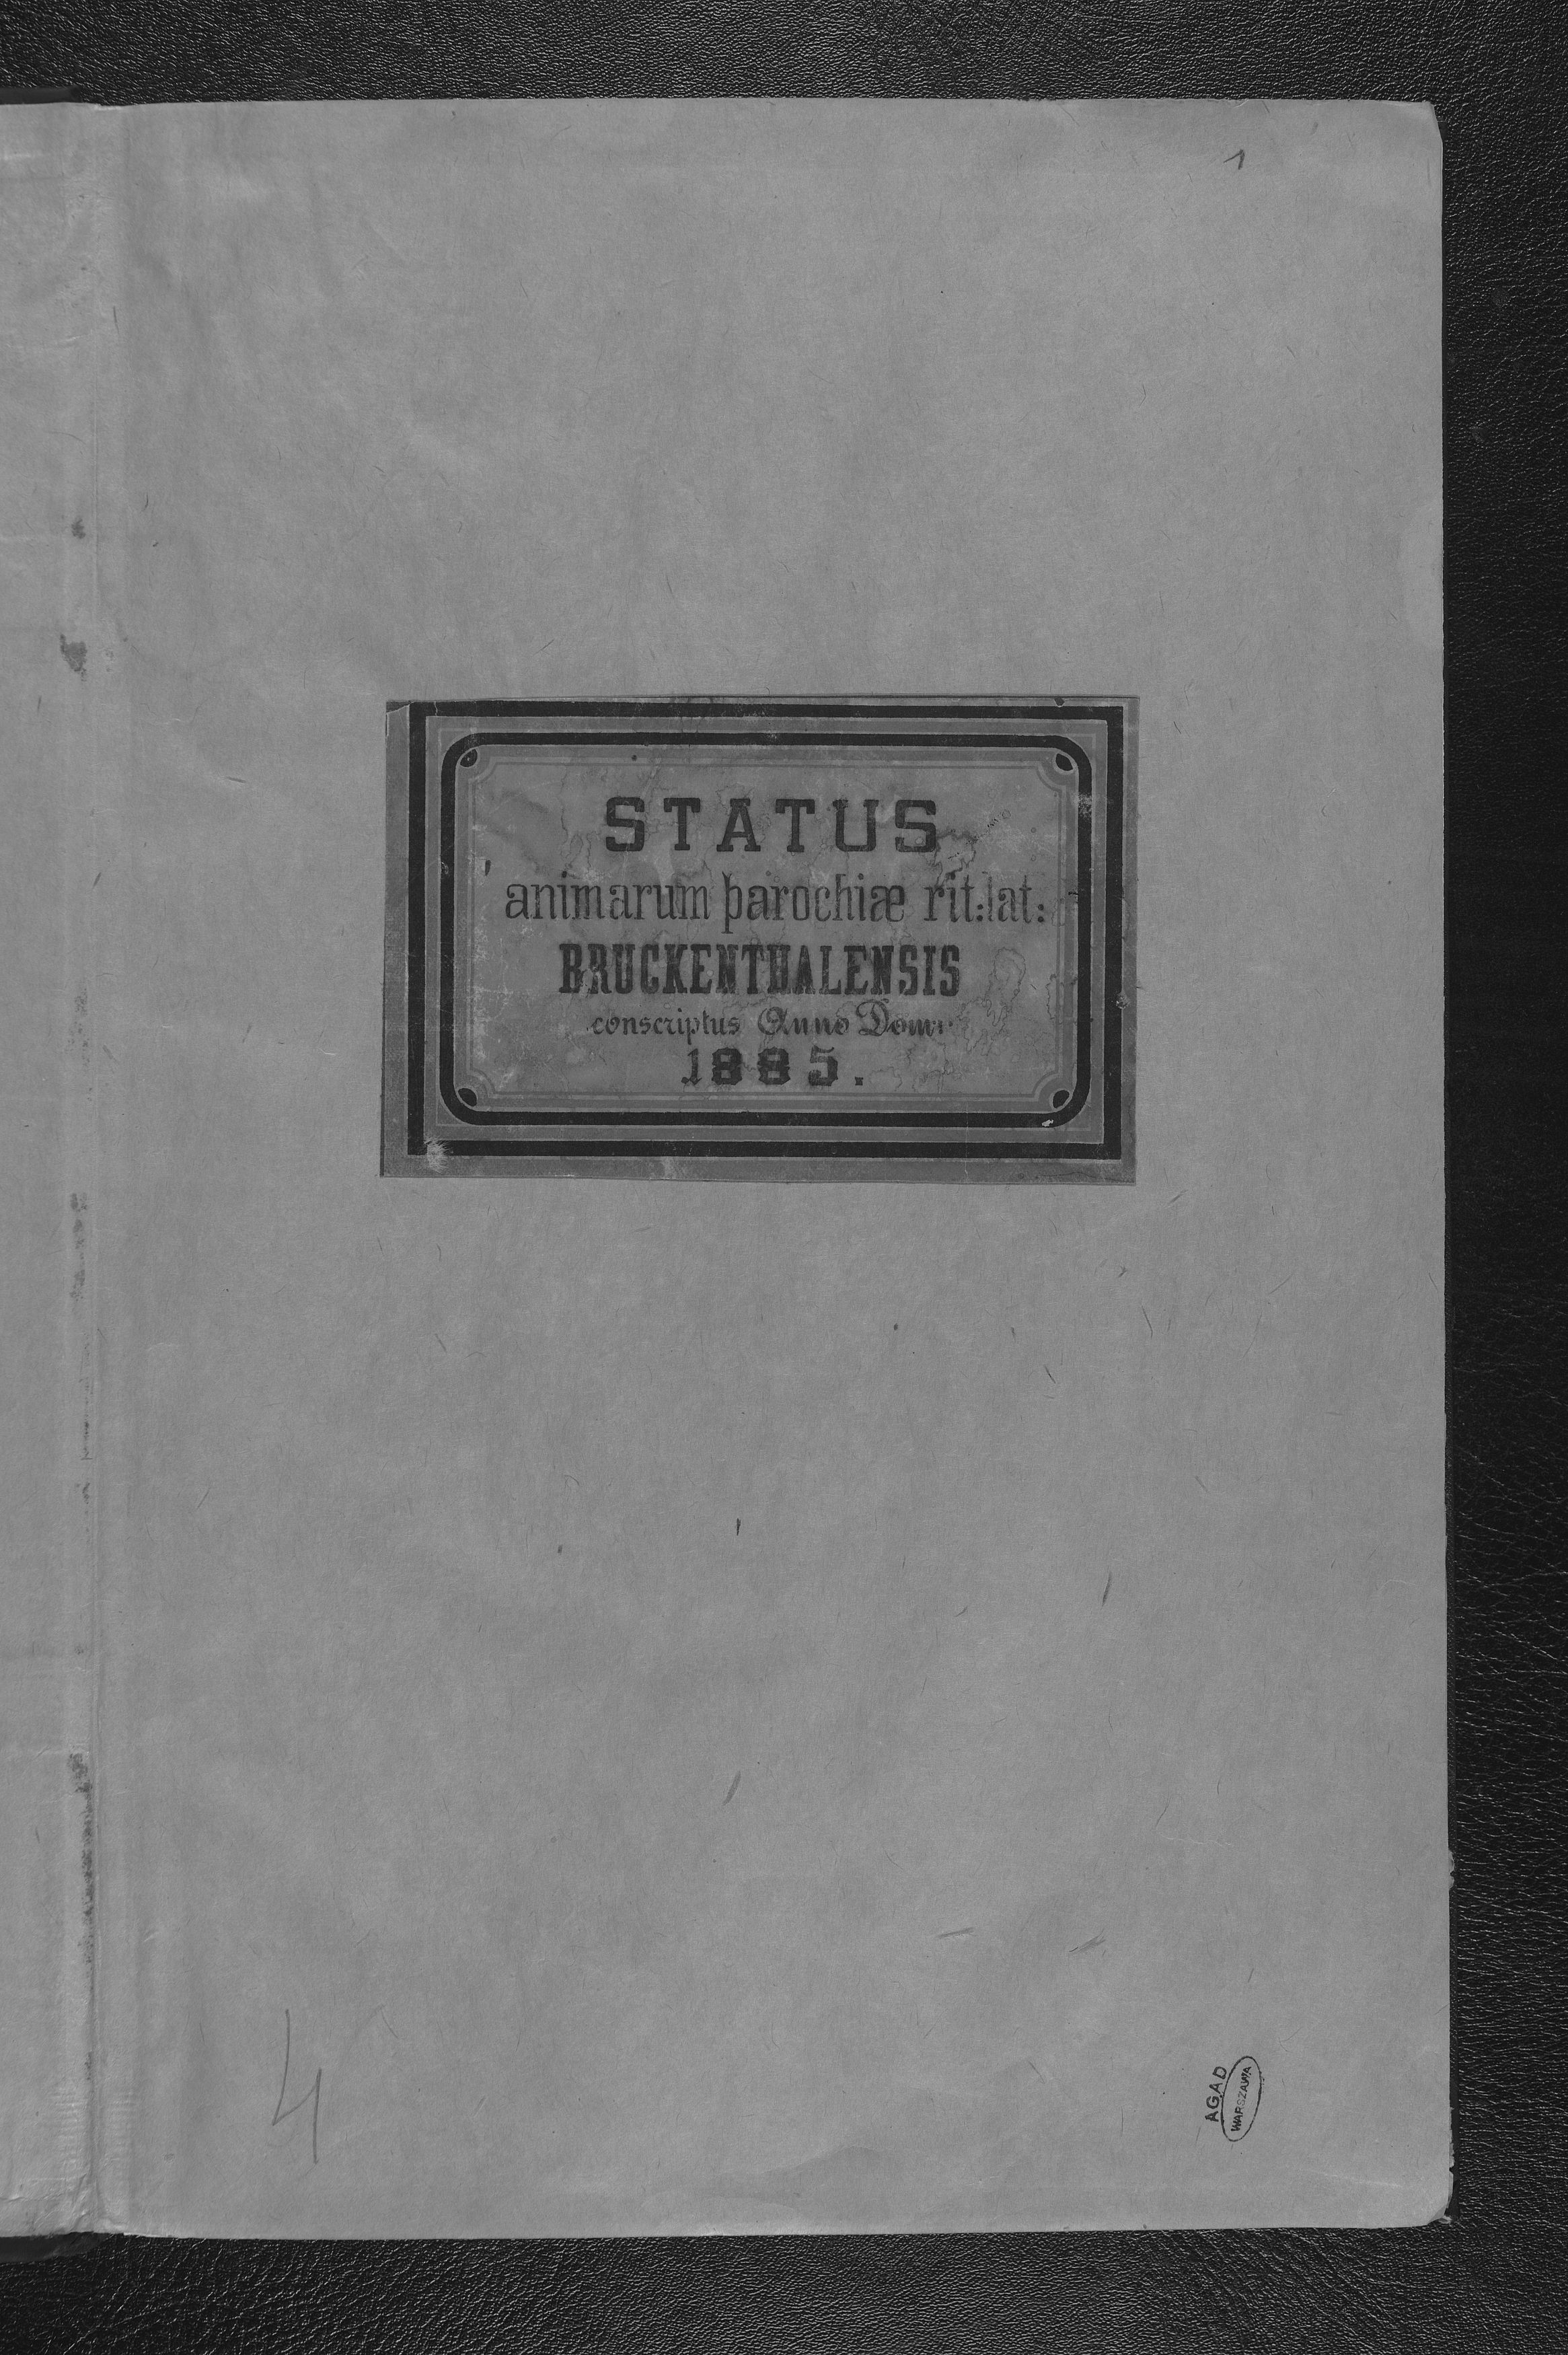 1
STATUS
animarum parochiæ rit: lat:
BRUCKENTHALENSIS
conscriptus Anno Domi
1885.
4
AGAD
WARSZAWA